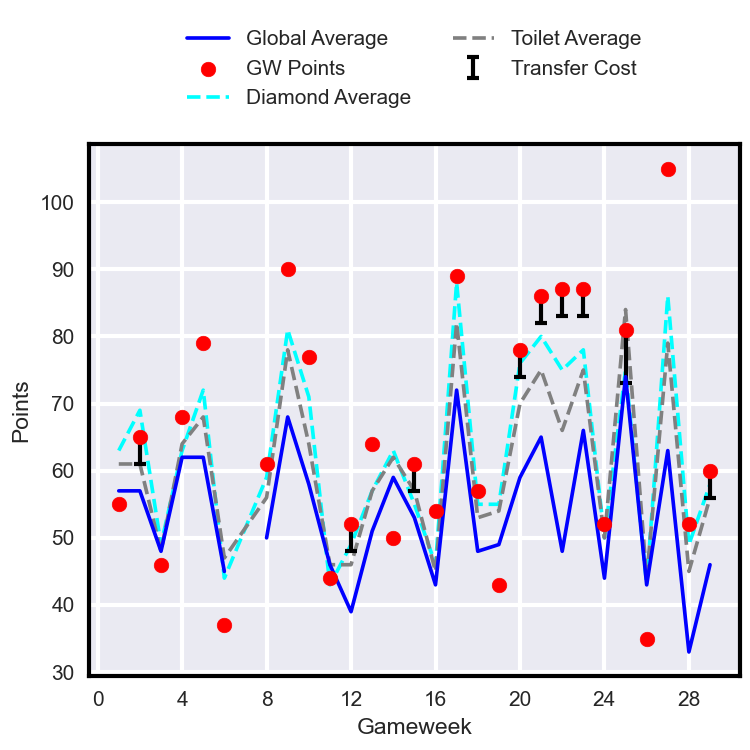 Global Average
GW Points
Diamond Average
Toilet Average
Transfer Cost
100
90
80
70
60
50
40
30
Points
0 4 8 12 16 20 24 28
Gameweek